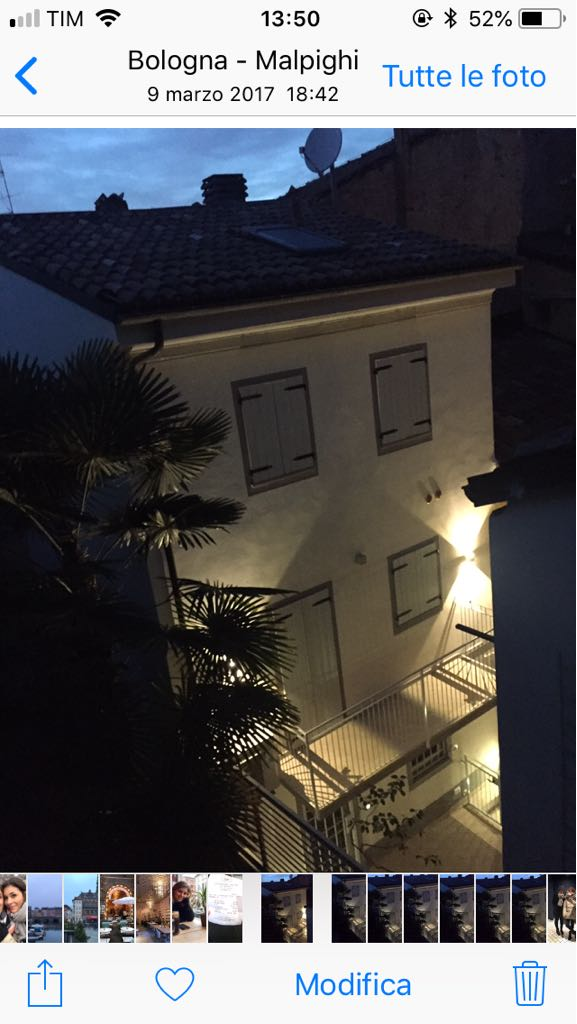 TIM 13:50 52%
Bologna - Malpighi
9 marzo 2017 18:42
Tutte le foto
Modifica